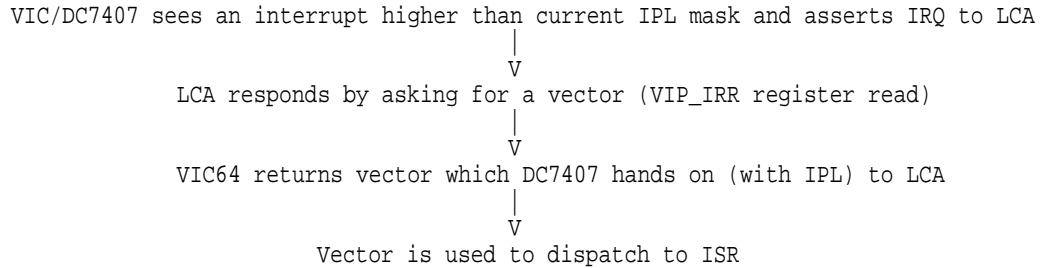 VIC/DC7407 sees an interrupt higher than current IPL mask and asserts IRQ to LCA
|
V
LCA responds by asking for a vector (VIP_IRR register read)
|
V
VIC64 returns vector which DC7407 hands on (with IPL) to LCA
|
V
Vector is used to dispatch to ISR